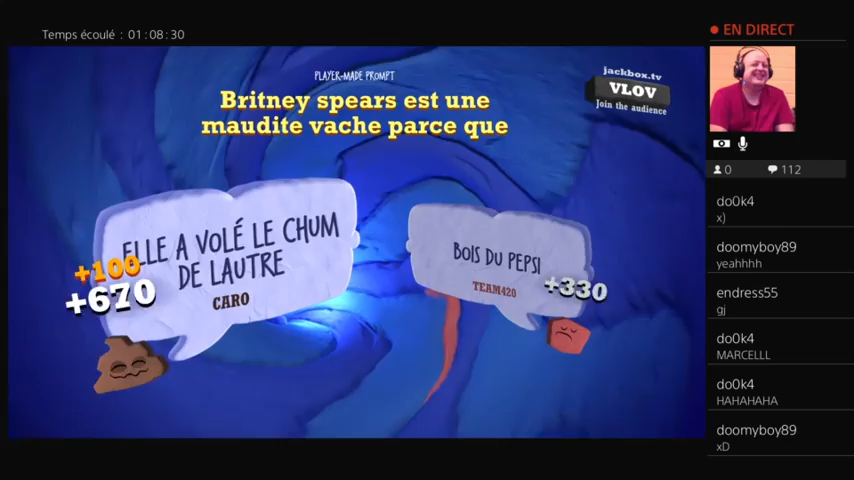 Temps écoulé : 01:08:30
EN DIRECT
PLAYER-MADE PROMPT
Britney spears est une
maudite vache parce que
jackbox.tv
VLOV
Join the audience
ELLE A VOLÉ LE CHUM
DE LAUTRE
CARO
+100
+670
BOIS DU PEPSI
TEAM420
+330
0
112
do0k4
x)
doomyboy89
yeahhhh
endress55
gj
do0k4
MARCELLL
do0k4
HAHAHAHA
doomyboy89
xD